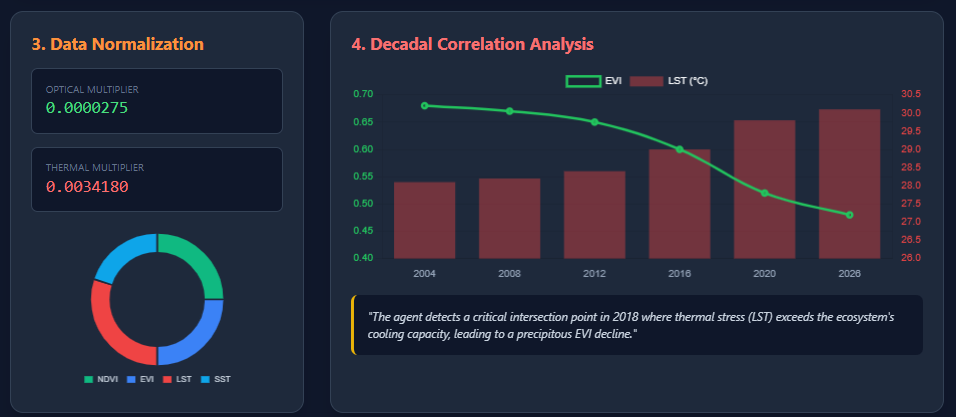 3. Data Normalization
OPTICAL MULTIPLIER
0.0000275
THERMAL MULTIPLIER
0.0034180
NDVI EVI LST SST
4. Decadal Correlation Analysis
EVI LST (°C)
0.70 30.5
0.65 30.0
0.60 29.5
0.55 29.0
0.50 28.5
0.45 28.0
0.40 27.5
27.0
26.5
26.0
2004 2008 2012 2016 2020 2026
"The agent detects a critical intersection point in 2018 where thermal stress (LST) exceeds the ecosystem's
cooling capacity, leading to a precipitous EVI decline."